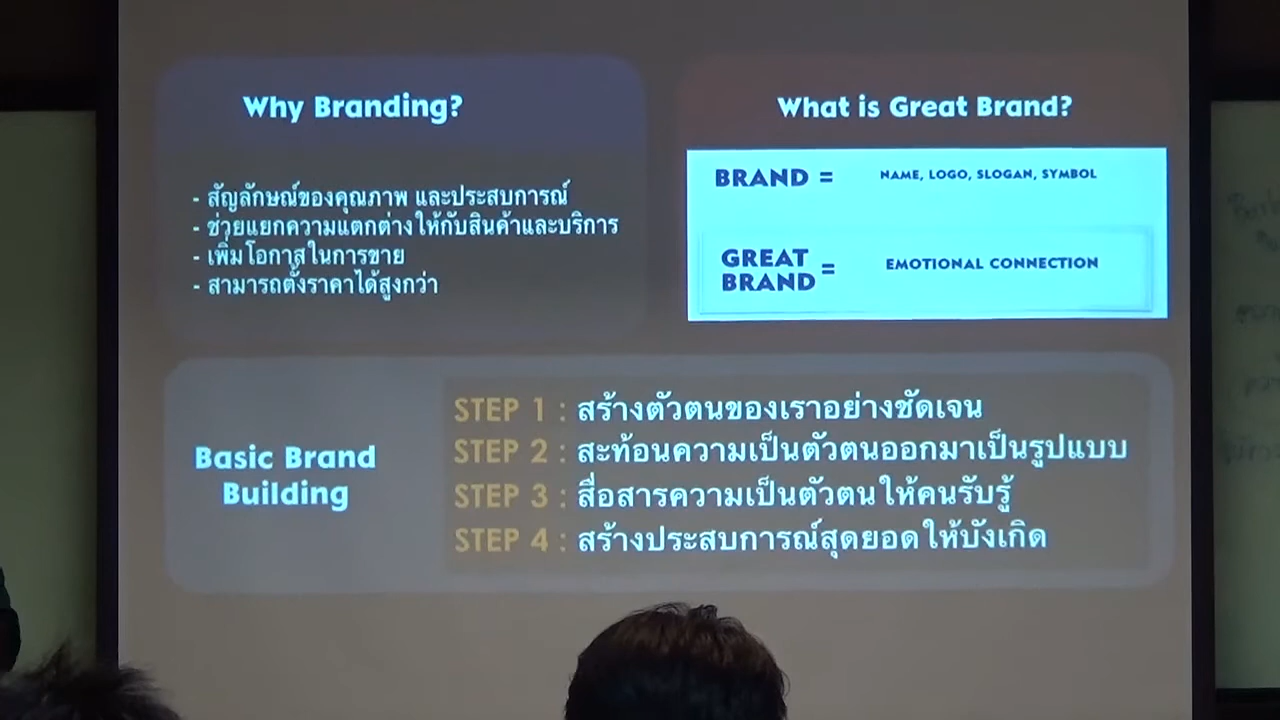 Why Branding?
- สัญลักษณ์ของคุณภาพ และประสบการณ์
- ช่วยแยกความแตกต่างให้กับสินค้าและบริการ
- เพิ่มโอกาสในการขาย
- สามารถตั้งราคาได้สูงกว่า
What is Great Brand?
BRAND = NAME, LOGO, SLOGAN, SYMBOL
GREAT BRAND = EMOTIONAL CONNECTION
Basic Brand
Building
STEP 1 : สร้างตัวตนของเราอย่างชัดเจน
STEP 2 : สะท้อนความเป็นตัวตนออกมาเป็นรูปแบบ
STEP 3 : สื่อสารความเป็นตัวตนให้คนรับรู้
STEP 4 : สร้างประสบการณ์สุดยอดให้บังเกิด